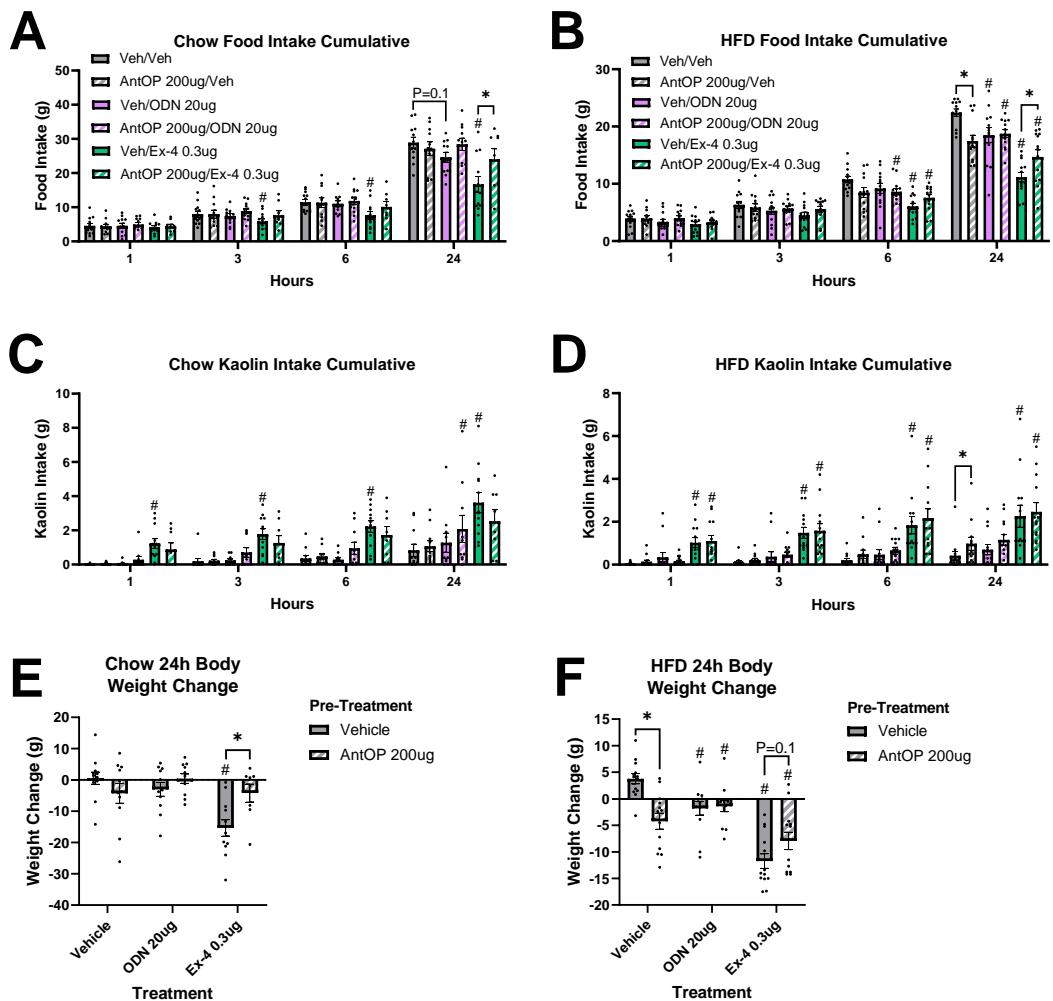 A
Chow Food Intake Cumulative
Veh/Veh
AntOP 200ug/Veh
Veh/ODN 20ug
AntOP 200ug/ODN 20ug
Veh/Ex-4 0.3ug
AntOP 200ug/Ex-4 0.3ug
Food Intake (g)
50
40
30
20
10
0
P=0.1
*
#
#
#
1
3
6
24
Hours
B
HFD Food Intake Cumulative
Veh/Veh
AntOP 200ug/Veh
Veh/ODN 20ug
AntOP 200ug/ODN 20ug
Veh/Ex-4 0.3ug
AntOP 200ug/Ex-4 0.3ug
Food Intake (g)
30
20
10
0
*
#
*
#
#
#
#
#
#
1
3
6
24
Hours
C
Chow Kaolin Intake Cumulative
Kaolin Intake (g)
10
8
6
4
2
0
#
#
#
#
#
1
3
6
24
Hours
D
HFD Kaolin Intake Cumulative
Kaolin Intake (g)
8
6
4
2
0
#
#
#
#
#
#
*
#
#
1
3
6
24
Hours
E
Chow 24h Body
Weight Change
Weight Change (g)
20
10
0
-10
-20
-30
-40
*
#
Vehicle
ODN 20ug
Ex-4 0.3ug
Treatment
Pre-Treatment
Vehicle
AntOP 200ug
F
HFD 24h Body
Weight Change
Weight Change (g)
15
10
5
0
-5
-10
-15
-20
*
#
#
P=0.1
#
#
Vehicle
ODN 20ug
Ex-4 0.3ug
Treatment
Pre-Treatment
Vehicle
AntOP 200ug